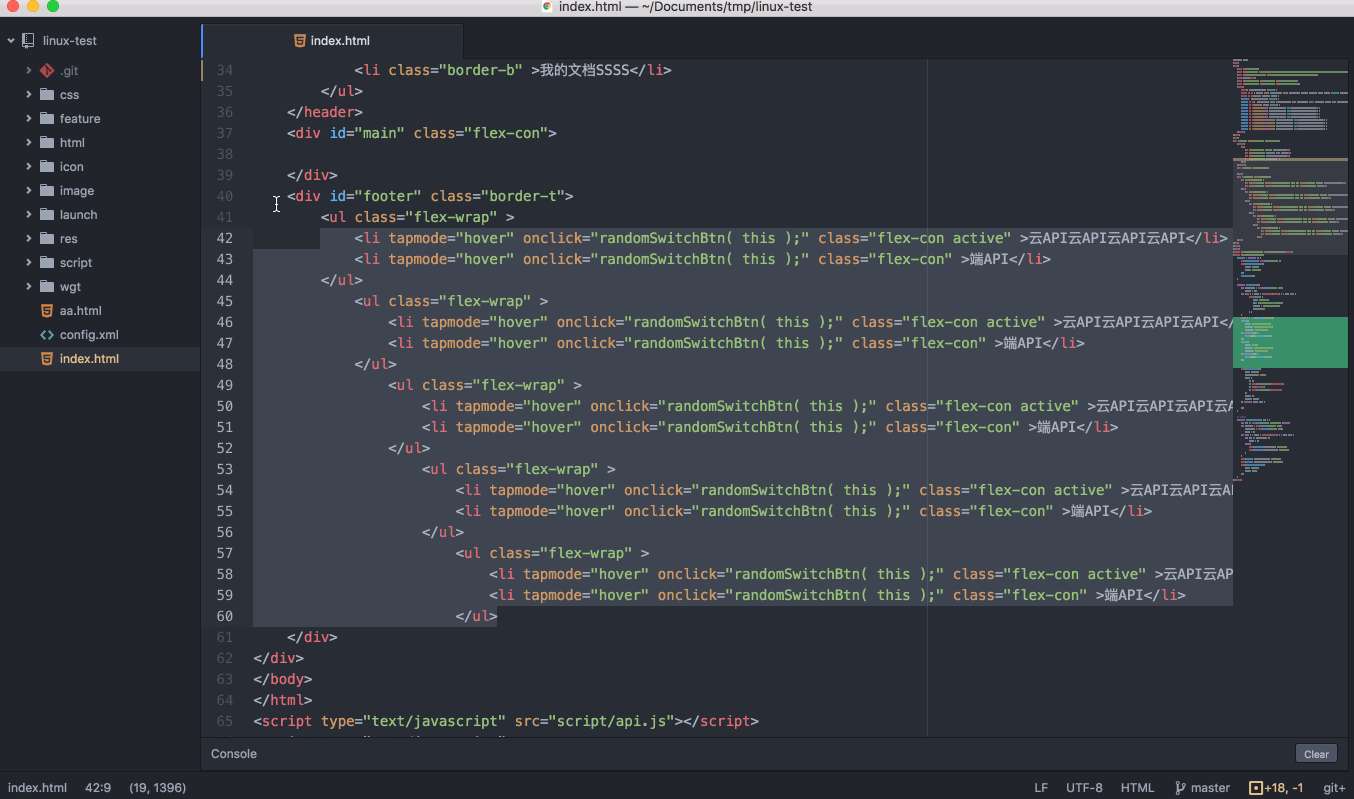 index.html — ~/Documents/tmp/linux-test
linux-test
.git
css
feature
html
icon
image
launch
res
script
wgt
aa.html
config.xml
index.html
index.html
34 <li class="border-b" >我的文档SSSS</li>
35 </ul>
36 </header>
37 <div id="main" class="flex-con">
38
39 </div>
40 <div id="footer" class="border-t">
41 <ul class="flex-wrap" >
42 <li tapmode="hover" onclick="randomSwitchBtn( this );" class="flex-con active" >云API云API云API云API</li>
43 <li tapmode="hover" onclick="randomSwitchBtn( this );" class="flex-con" >端API</li>
44 </ul>
45 <ul class="flex-wrap" >
46 <li tapmode="hover" onclick="randomSwitchBtn( this );" class="flex-con active" >云API云API云API云API</
47 <li tapmode="hover" onclick="randomSwitchBtn( this );" class="flex-con" >端API</li>
48 </ul>
49 <ul class="flex-wrap" >
50 <li tapmode="hover" onclick="randomSwitchBtn( this );" class="flex-con active" >云API云API云API云A
51 <li tapmode="hover" onclick="randomSwitchBtn( this );" class="flex-con" >端API</li>
52 </ul>
53 <ul class="flex-wrap" >
54 <li tapmode="hover" onclick="randomSwitchBtn( this );" class="flex-con active" >云API云API云A
55 <li tapmode="hover" onclick="randomSwitchBtn( this );" class="flex-con" >端API</li>
56 </ul>
57 <ul class="flex-wrap" >
58 <li tapmode="hover" onclick="randomSwitchBtn( this );" class="flex-con active" >云API云AP
59 <li tapmode="hover" onclick="randomSwitchBtn( this );" class="flex-con" >端API</li>
60 </ul>
61 </div>
62 </div>
63 </body>
64 </html>
65 <script type="text/javascript" src="script/api.js"></script>
Console
Clear
index.html 42:9 (19, 1396)
LF UTF-8 HTML master +18, -1 git+